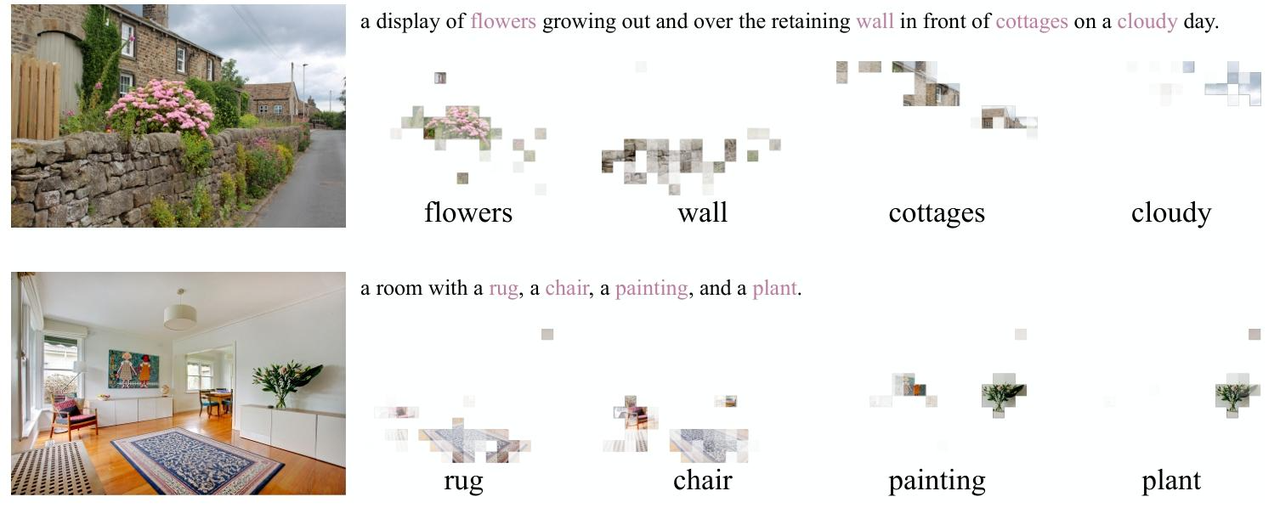 a display of flowers growing out and over the retaining wall in front of cottages on a cloudy day.
flowers wall cottages cloudy
a room with a rug, a chair, a painting, and a plant.
rug chair painting plant